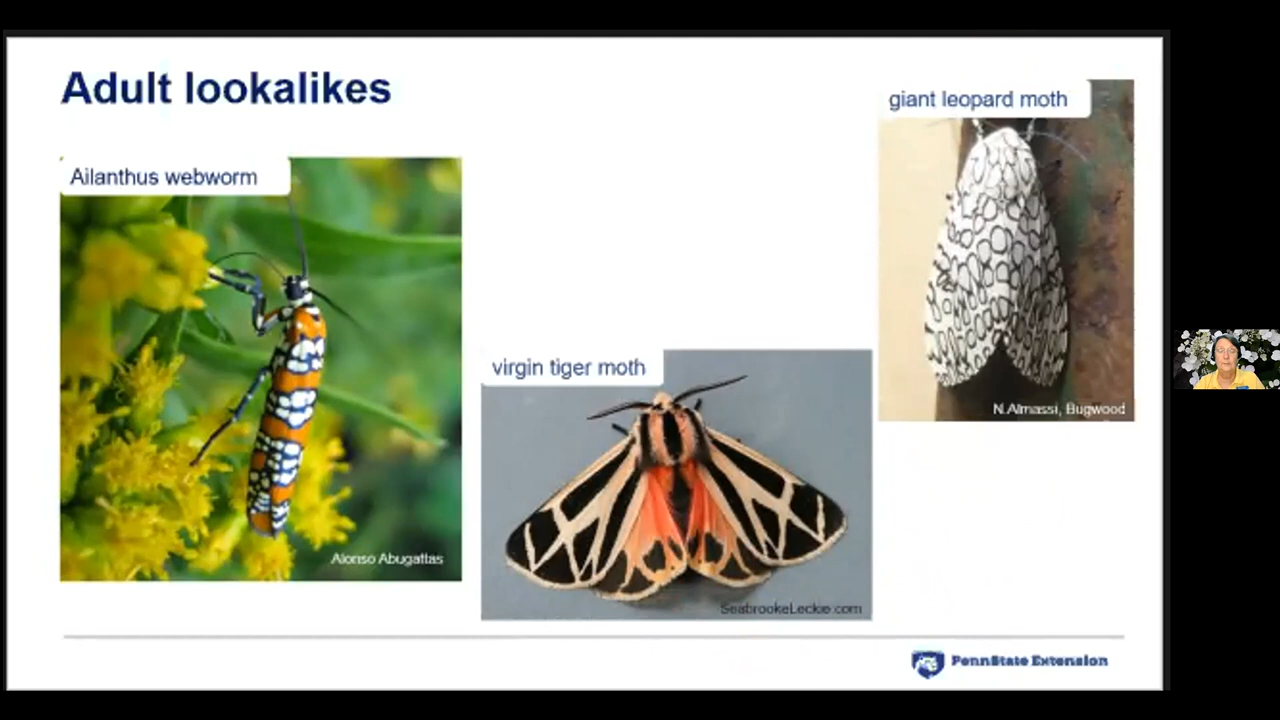 Adult lookalikes
giant leopard moth
Ailanthus webworm
virgin tiger moth
N.Almassi, Bugwood
Alonso Abugattas
SeabrookeLeckie.com
PennState Extension